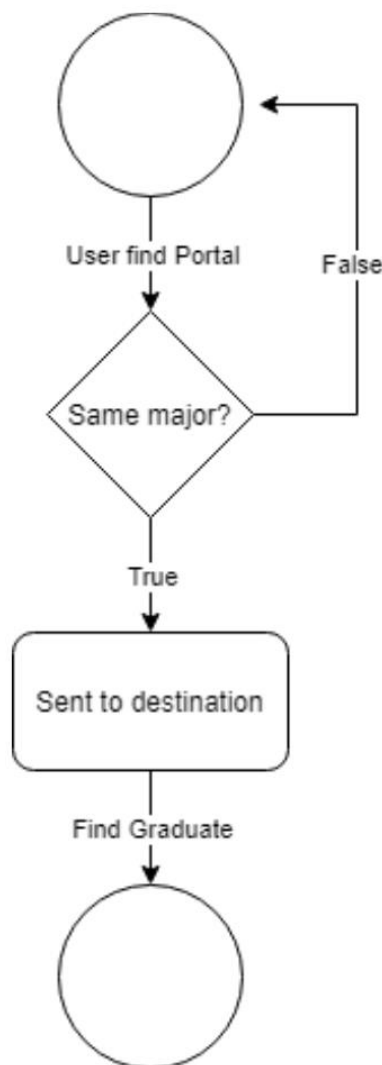 User find Portal
False
Same major?
True
Sent to destination
Find Graduate